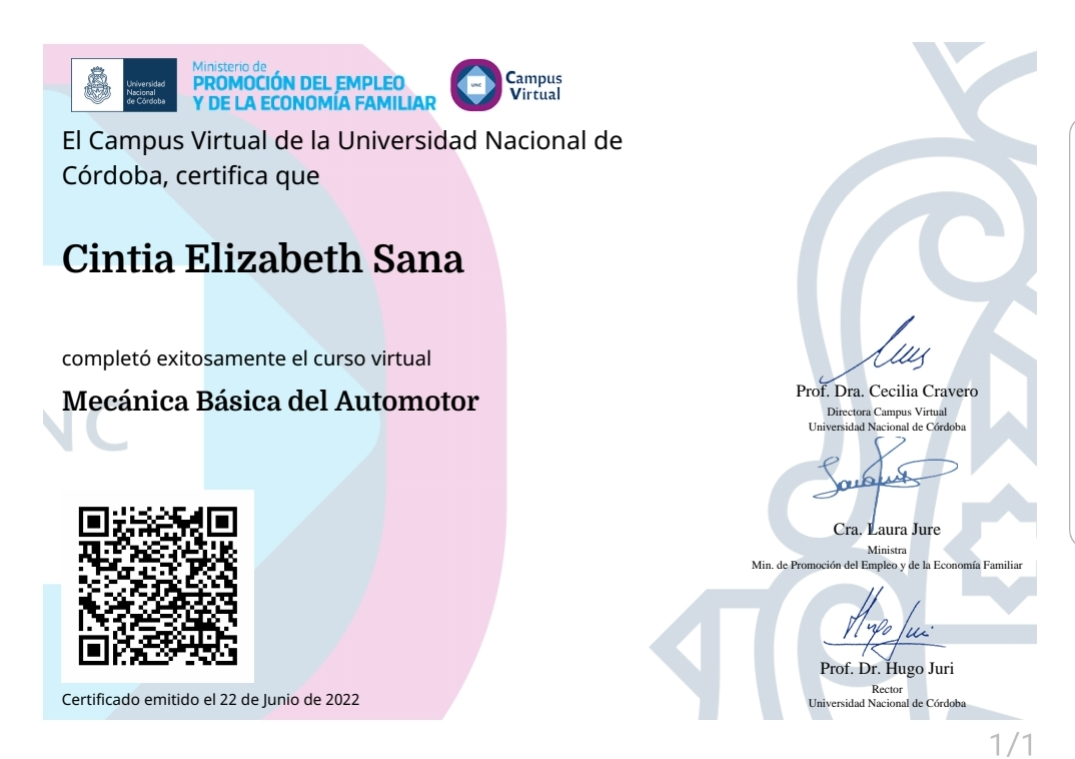 Universidad
Nacional
de Córdoba
Ministerio de
PROMOCIÓN DEL EMPLEO
Y DE LA ECONOMÍA FAMILIAR
UNC
Campus
Virtual
El Campus Virtual de la Universidad Nacional de
Córdoba, certifica que
Cintia Elizabeth Sana
completó exitosamente el curso virtual
Mecánica Básica del Automotor
NC
Prof. Dra. Cecilia Cravero
Directora Campus Virtual
Universidad Nacional de Córdoba
Cra. Laura Jure
Ministra
Min. de Promoción del Empleo y de la Economía Familiar
Hugo Juri
Prof. Dr. Hugo Juri
Rector
Universidad Nacional de Córdoba
Certificado emitido el 22 de Junio de 2022
1/1